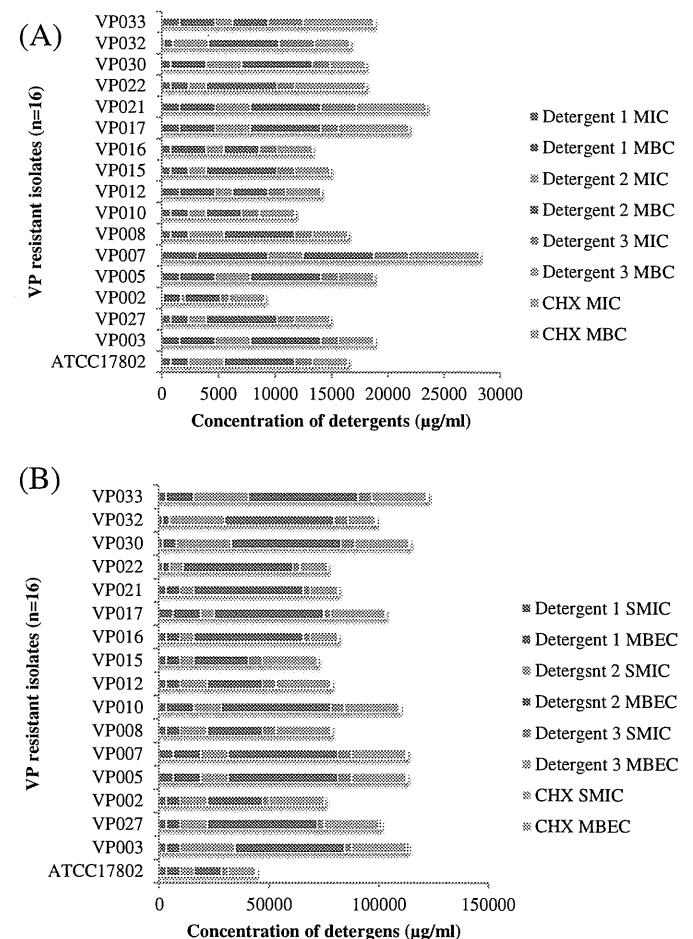 (A)
VP033
VP032
VP030
VP022
VP021
VP017
VP016
VP015
VP012
VP010
VP008
VP007
VP005
VP002
VP027
VP003
ATCC17802
VP resistant isolates (n=16)
0 5000 10000 15000 20000 25000 30000
Concentration of detergents (µg/ml)
Detergent 1 MIC
Detergent 1 MBC
Detergent 2 MIC
Detergent 2 MBC
Detergent 3 MIC
Detergent 3 MBC
CHX MIC
CHX MBC
(B)
VP033
VP032
VP030
VP022
VP021
VP017
VP016
VP015
VP012
VP010
VP008
VP007
VP005
VP002
VP027
VP003
ATCC17802
VP resistant isolates (n=16)
0 50000 100000 150000
Concentration of detergens (µg/ml)
Detergent 1 SMIC
Detergent 1 MBEC
Detergsnt 2 SMIC
Detergsnt 2 MBEC
Detergent 3 SMIC
Detergent 3 MBEC
CHX SMIC
CHX MBEC